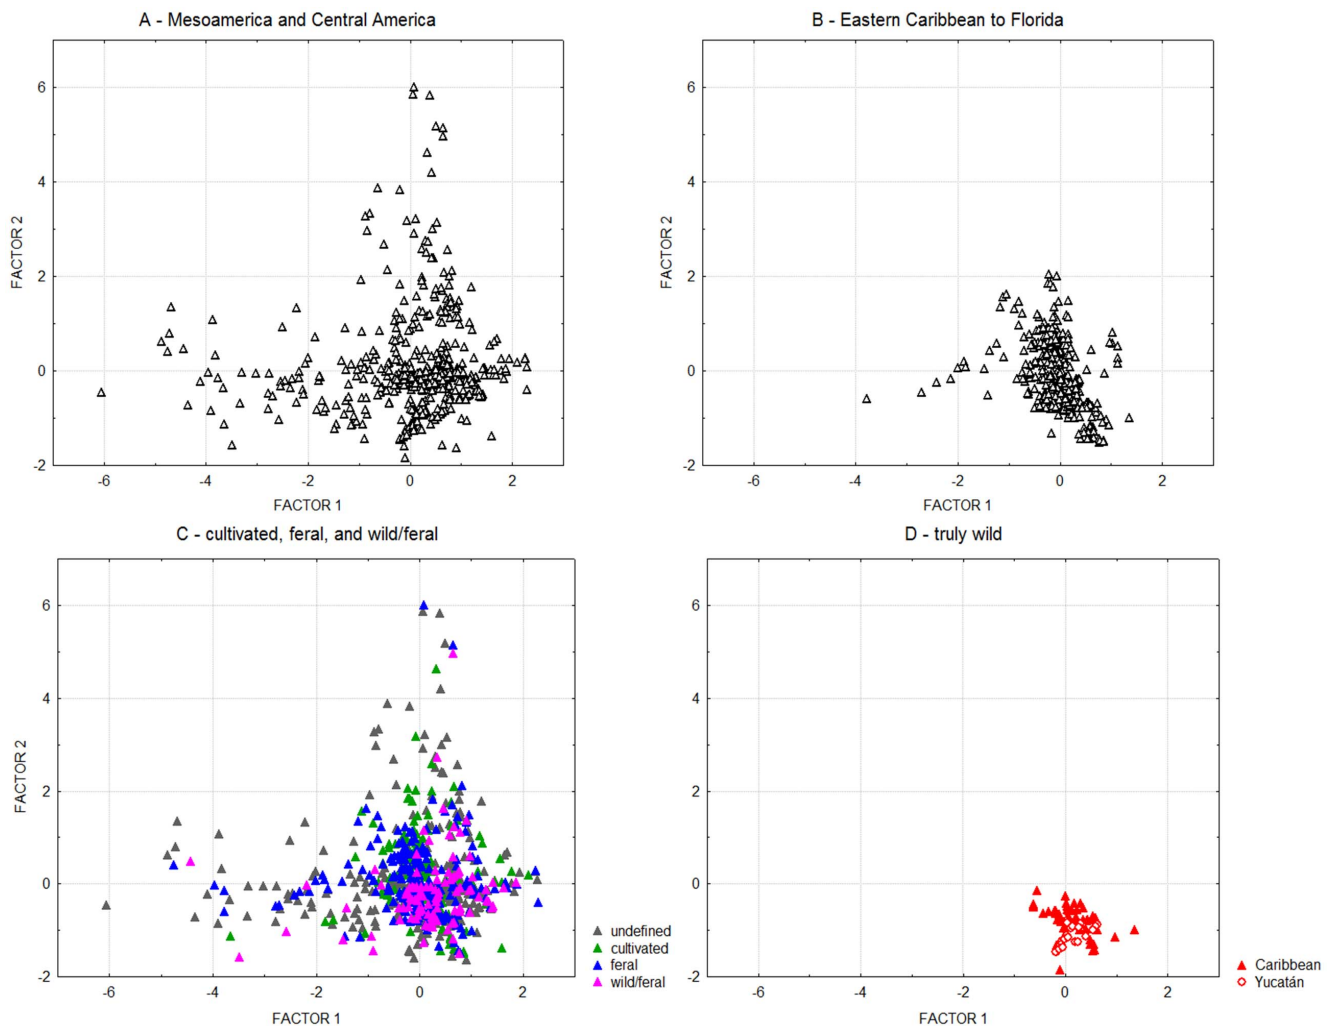 A - Mesoamerica and Central America
6
4
2
0
-2
FACTOR 2
-6 -4 -2 0 2
FACTOR 1
B - Eastern Caribbean to Florida
6
4
2
0
-2
FACTOR 2
-6 -4 -2 0 2
FACTOR 1
C - cultivated, feral, and wild/feral
6
4
2
0
-2
FACTOR 2
-6 -4 -2 0 2
FACTOR 1
undefined
cultivated
feral
wild/feral
D - truly wild
6
4
2
0
-2
FACTOR 2
-6 -4 -2 0 2
FACTOR 1
Caribbean
Yucatán